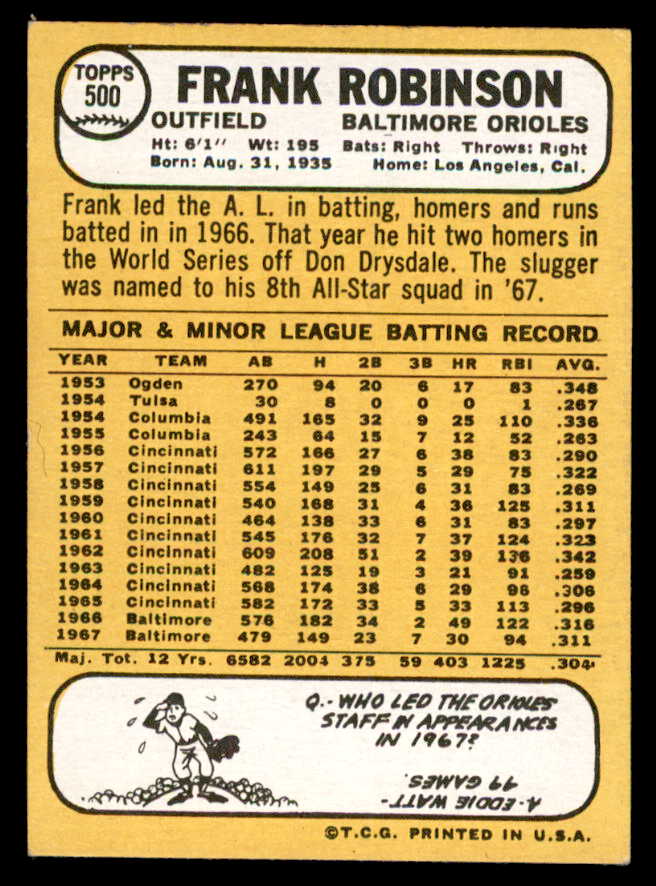 TOPPS
500
FRANK ROBINSON
OUTFIELD BALTIMORE ORIOLES
Ht: 6'1" Wt: 195 Bats: Right Throws: Right
Born: Aug. 31, 1935 Home: Los Angeles, Cal.
Frank led the A. L. in batting, homers and runs
batted in in 1966. That year he hit two homers in
the World Series off Don Drysdale. The slugger
was named to his 8th All-Star squad in '67.
MAJOR & MINOR LEAGUE BATTING RECORD
YEAR TEAM AB H 2B 3B HR RBI AVG.
1953 Ogden 270 94 20 6 17 83 .348
1954 Tulsa 30 8 0 0 0 1 .267
1954 Columbia 491 165 32 9 25 110 .336
1955 Columbia 243 64 15 7 12 52 .263
1956 Cincinnati 572 166 27 6 38 83 .290
1957 Cincinnati 611 197 29 5 29 75 .322
1958 Cincinnati 554 149 25 6 31 83 .269
1959 Cincinnati 540 168 31 4 36 125 .311
1960 Cincinnati 464 138 33 6 31 83 .297
1961 Cincinnati 545 176 32 7 37 124 .323
1962 Cincinnati 609 208 51 2 39 136 .342
1963 Cincinnati 482 125 19 3 21 91 .259
1964 Cincinnati 568 174 38 6 29 96 .306
1965 Cincinnati 582 172 33 5 33 113 .296
1966 Baltimore 576 182 34 2 49 122 .316
1967 Baltimore 479 149 23 7 30 94 .311
Maj. Tot. 12 Yrs. 6582 2004 375 59 403 1225 .304
Q.-WHO LED THE ORIOLES
STAFF IN APPEARANCES
IN 1967?
A-EDDIE WATT-
49 GAMES.
©T.C.G. PRINTED IN U.S.A.